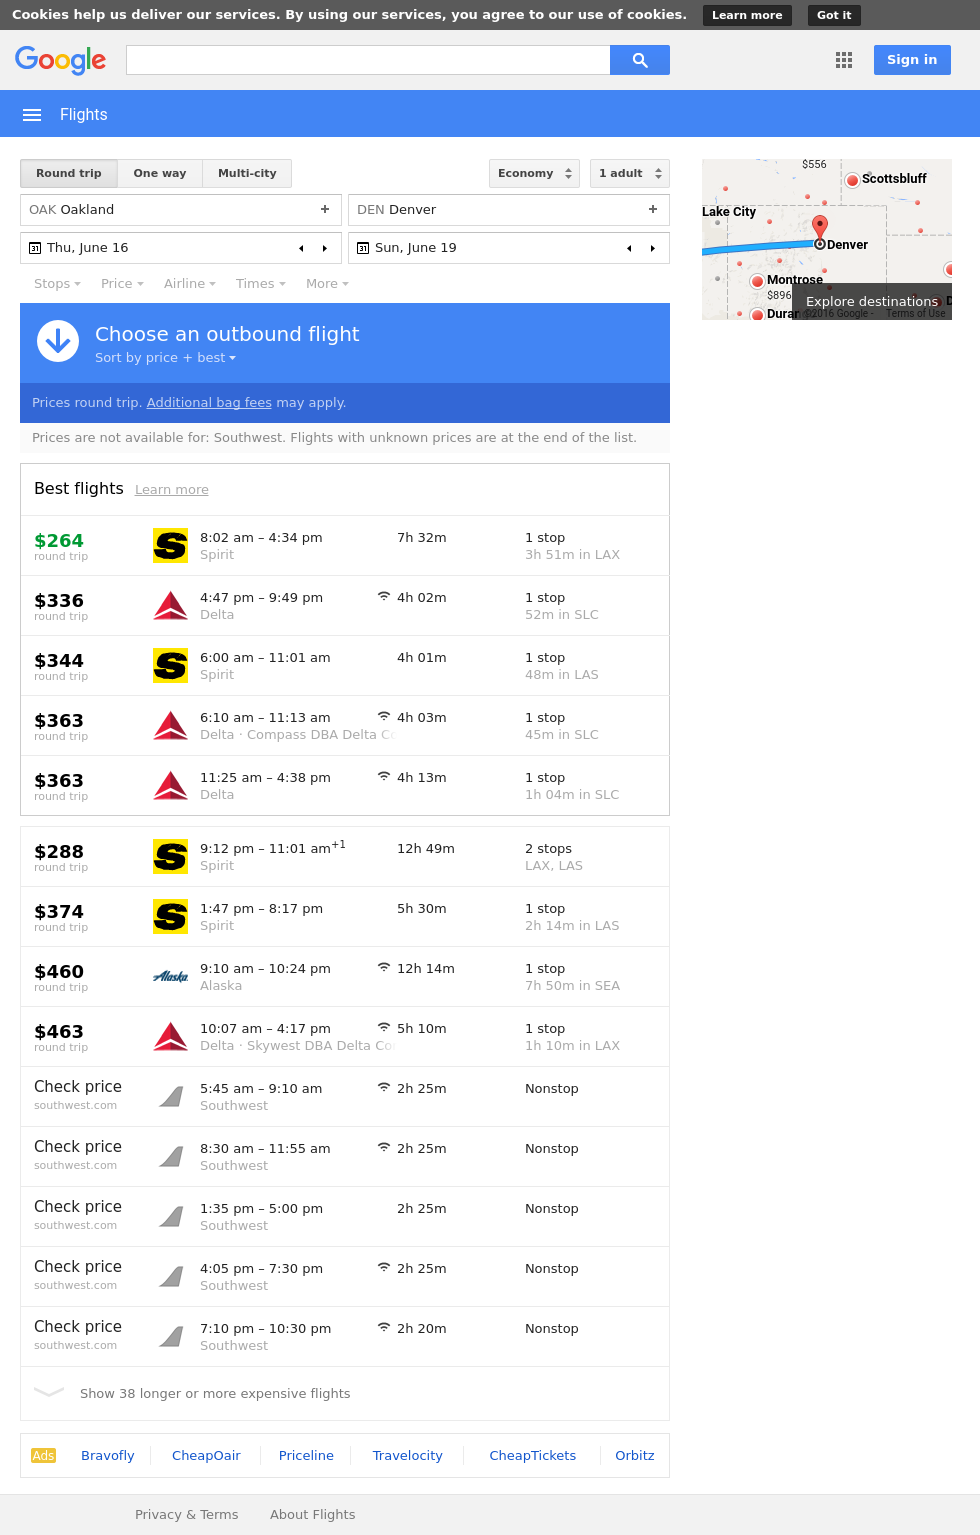 Cookies help us deliver our services. By using our services, you agree to our use of cookies. Learn more Got it
Google
Sign in
Flights
Round trip One way Multi-city Economy 1 adult
OAK Oakland + DEN Denver +
31 Thu, June 16 31 Sun, June 19
Stops Price Airline Times More
$556
Scottsbluff
Lake City
Denver
Montrose
$896
Explore destinations
Duran ©2016 Google - Terms of Use
Choose an outbound flight
Sort by price + best
Prices round trip. Additional bag fees may apply.
Prices are not available for: Southwest. Flights with unknown prices are at the end of the list.
Best flights Learn more
$264 8:02 am – 4:34 pm 7h 32m 1 stop
round trip Spirit 3h 51m in LAX
$336 4:47 pm – 9:49 pm 4h 02m 1 stop
round trip Delta 52m in SLC
$344 6:00 am – 11:01 am 4h 01m 1 stop
round trip Spirit 48m in LAS
$363 6:10 am – 11:13 am 4h 03m 1 stop
round trip Delta · Compass DBA Delta Co 45m in SLC
$363 11:25 am – 4:38 pm 4h 13m 1 stop
round trip Delta 1h 04m in SLC
$288 9:12 pm – 11:01 am+1 12h 49m 2 stops
round trip Spirit LAX, LAS
$374 1:47 pm – 8:17 pm 5h 30m 1 stop
round trip Spirit 2h 14m in LAS
$460 Alaska 9:10 am – 10:24 pm 12h 14m 1 stop
round trip Alaska 7h 50m in SEA
$463 10:07 am – 4:17 pm 5h 10m 1 stop
round trip Delta · Skywest DBA Delta Co 1h 10m in LAX
Check price 5:45 am – 9:10 am 2h 25m Nonstop
southwest.com Southwest
Check price 8:30 am – 11:55 am 2h 25m Nonstop
southwest.com Southwest
Check price 1:35 pm – 5:00 pm 2h 25m Nonstop
southwest.com Southwest
Check price 4:05 pm – 7:30 pm 2h 25m Nonstop
southwest.com Southwest
Check price 7:10 pm – 10:30 pm 2h 20m Nonstop
southwest.com Southwest
Show 38 longer or more expensive flights
Ads Bravofly CheapOair Priceline Travelocity CheapTickets Orbitz
Privacy & Terms About Flights